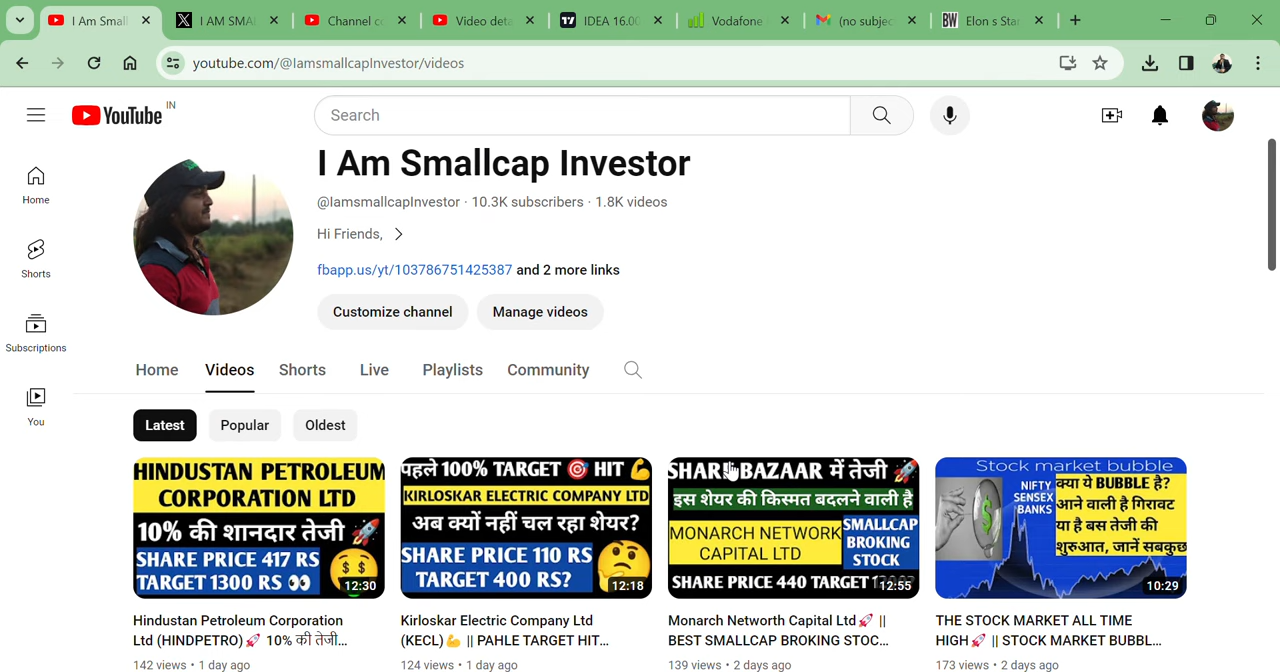 I Am Small
I AM SMA
Channel co
Video deta
IDEA 16.00
Vodafone
(no subjec
Elon s Star
youtube.com/@IamsmallcapInvestor/videos
YouTube IN
Search
I Am Smallcap Investor
@IamsmallcapInvestor · 10.3K subscribers · 1.8K videos
Hi Friends,
fbapp.us/yt/103786751425387 and 2 more links
Customize channel
Manage videos
Home
Shorts
Subscriptions
You
Home Videos Shorts Live Playlists Community
Latest Popular Oldest
HINDUSTAN PETROLEUM
CORPORATION LTD
10% की शानदार तेजी 🚀
SHARE PRICE 417 RS
TARGET 1300 RS 👀
12:30
Hindustan Petroleum Corporation
Ltd (HINDPETRO)🚀 10% की तेजी...
142 views • 1 day ago
पहले 100% TARGET 🎯 HIT 💪
KIRLOSKAR ELECTRIC COMPANY LTD
अब क्यों नहीं चल रहा शेयर?
SHARE PRICE 110 RS
TARGET 400 RS?
12:18
Kirloskar Electric Company Ltd
(KECL)💪 || PAHLE TARGET HIT...
124 views • 1 day ago
BAZAAR में तेजी 🚀
इस शेयर की किस्मत बदलने वाली है
MONARCH NETWORK
CAPITAL LTD
SMALLCAP
BROKING
STOCK
SHARE PRICE 440 TARGET
12:55
Monarch Network Capital Ltd🚀 ||
BEST SMALLCAP BROKING STOC...
139 views • 2 days ago
Stock market bubble
NIFTY
SENSEX
BANKS
क्या ये BUBBLE है?
आने वाली है गिरावट
या है बस तेजी की
शुरुआत, जानें सबकुछ
10:29
THE STOCK MARKET ALL TIME
HIGH🚀 || STOCK MARKET BUBBL...
173 views • 2 days ago